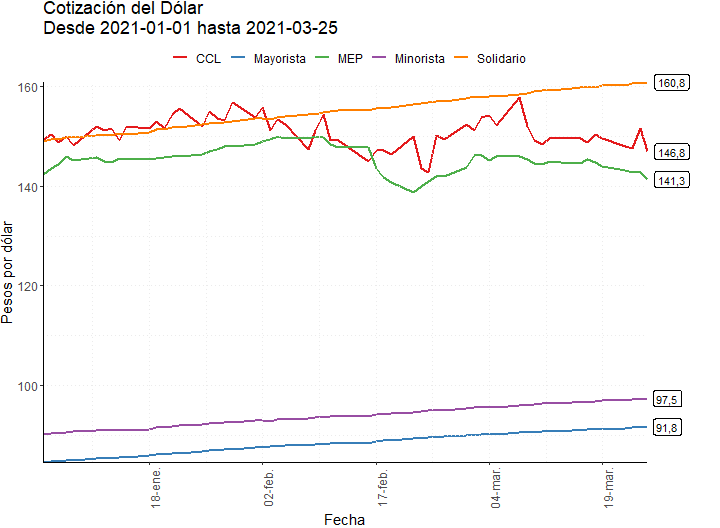 Cotización del Dólar
Desde 2021-01-01 hasta 2021-03-25
CCL Mayorista MEP Minorista Solidario
Pesos por dólar
160
140
120
100
160,8
146,8
141,3
97,5
91,8
18-ene.
02-feb.
17-feb.
04-mar.
19-mar.
Fecha